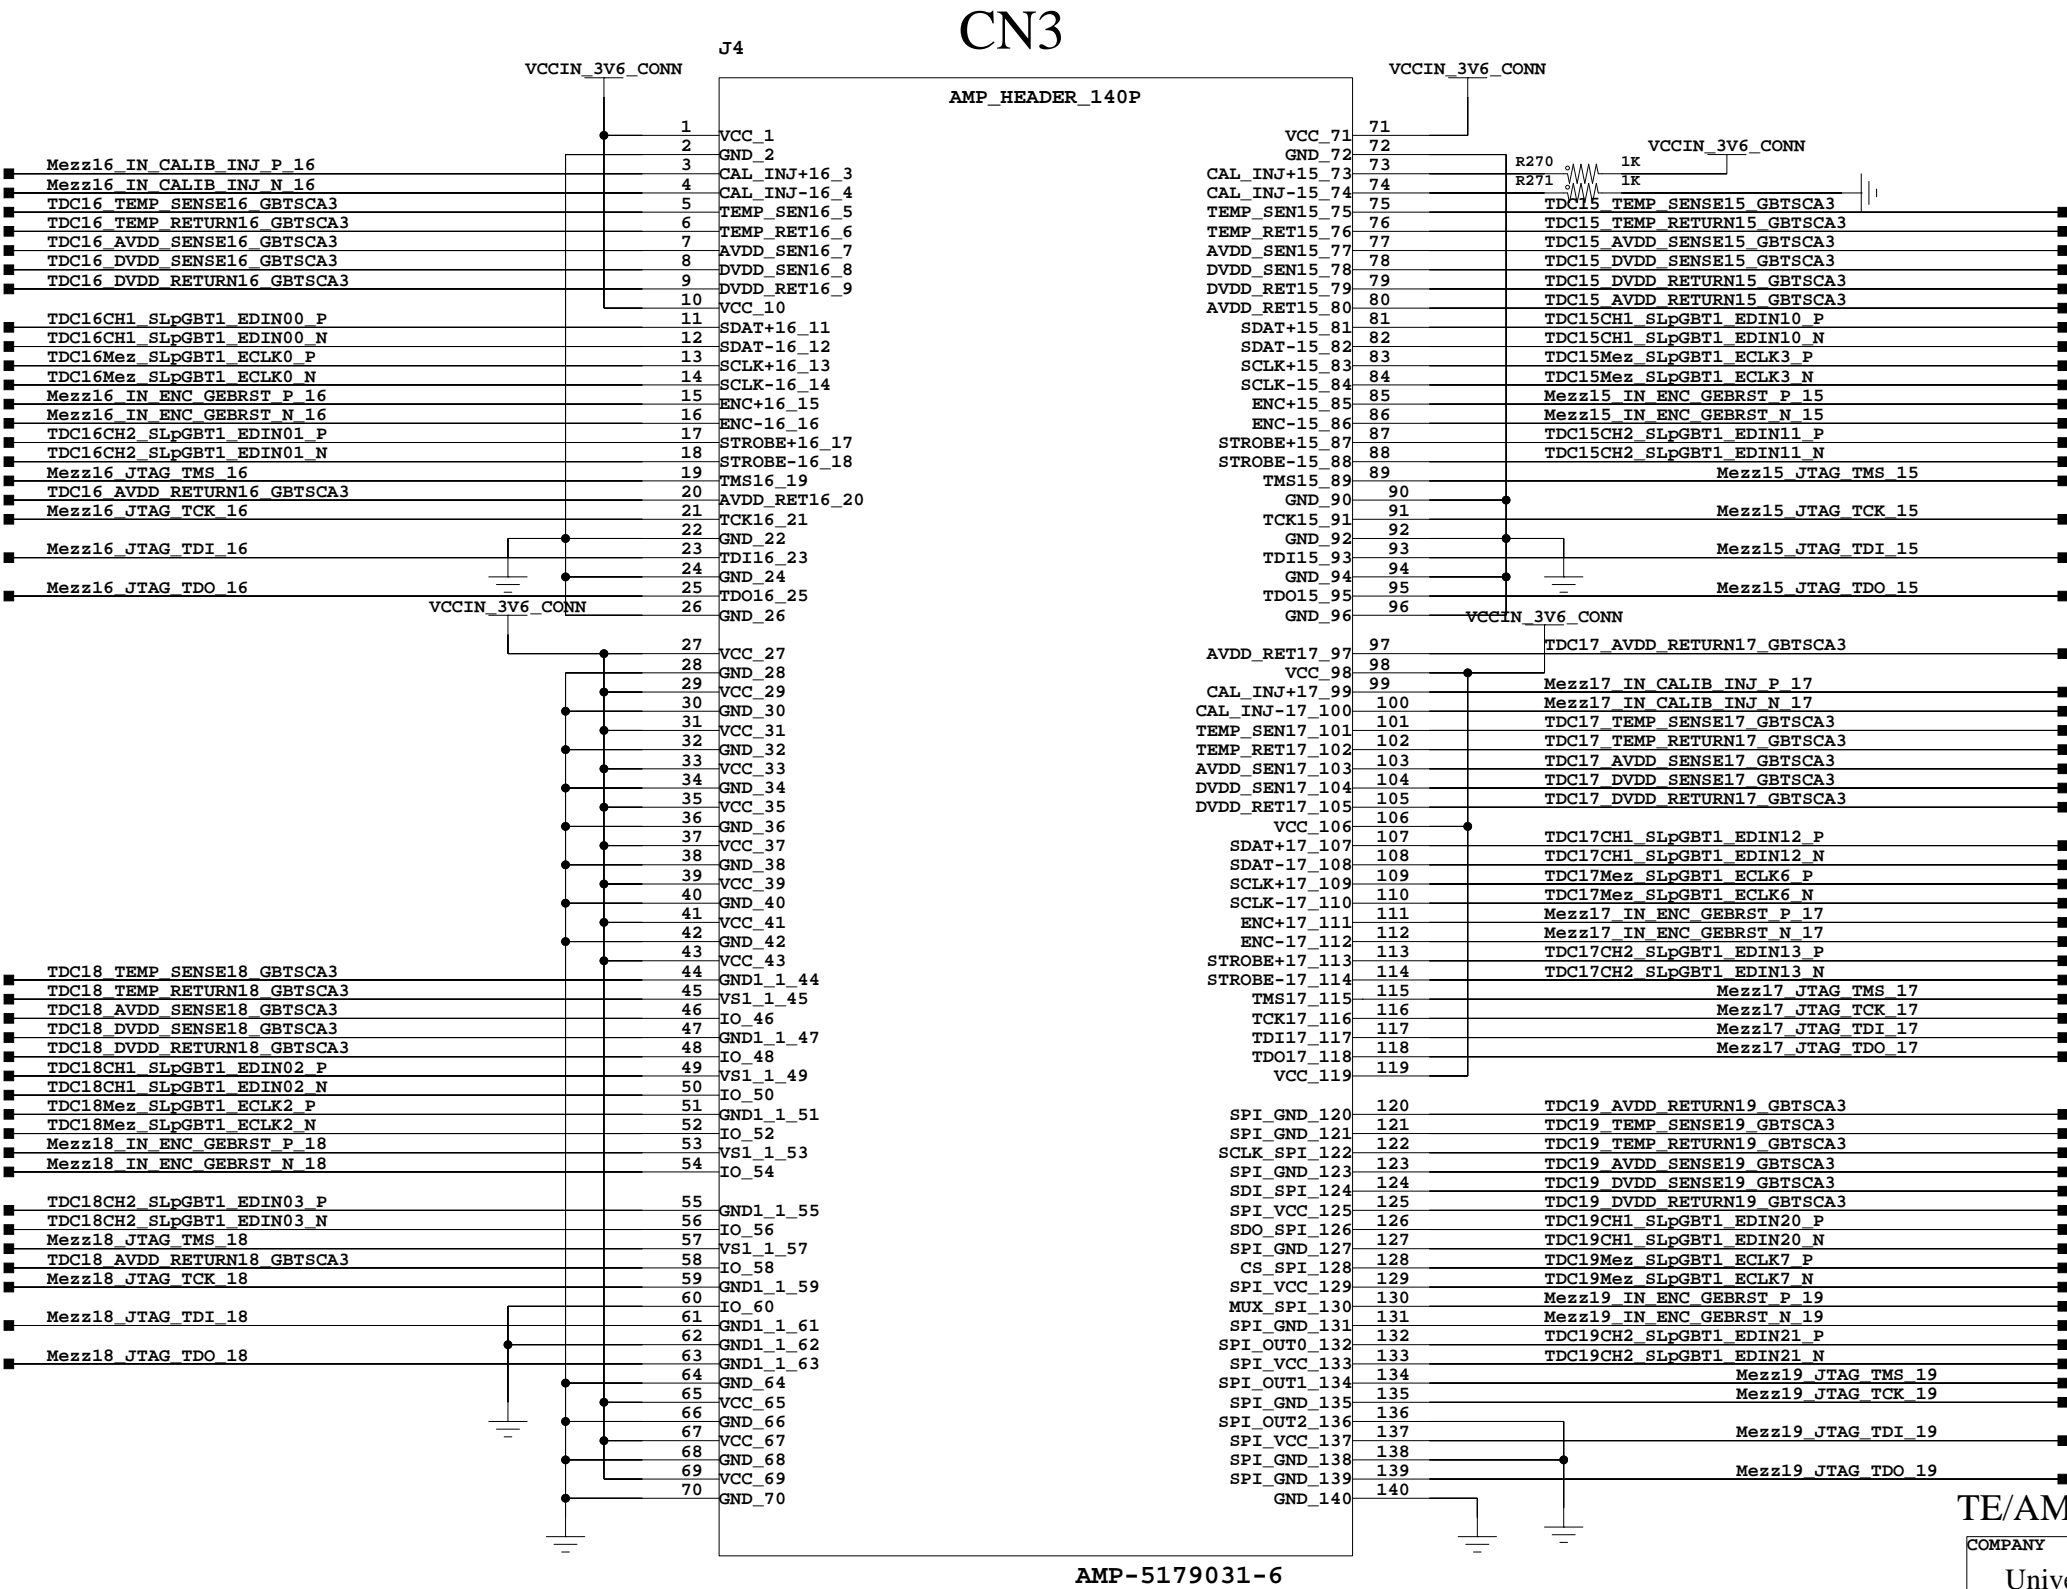 CN3
J4
VCCIN_3V6_CONN
VCCIN_3V6_CONN
AMP_HEADER_140P
1 VCC_1
2 GND_2
Mezz16_IN_CALIB_INJ_P_16 3 CAL_INJ+16_3
Mezz16_IN_CALIB_INJ_N_16 4 CAL_INJ-16_4
TDC16_TEMP_SENSE16_GBTSCA3 5 TEMP_SEN16_5
TDC16_TEMP_RETURN16_GBTSCA3 6 TEMP_RET16_6
TDC16_AVDD_SENSE16_GBTSCA3 7 AVDD_SEN16_7
TDC16_DVDD_SENSE16_GBTSCA3 8 DVDD_SEN16_8
TDC16_DVDD_RETURN16_GBTSCA3 9 DVDD_RET16_9
10 VCC_10
TDC16CH1_SLpGBT1_EDIN00_P 11 SDAT+16_11
TDC16CH1_SLpGBT1_EDIN00_N 12 SDAT-16_12
TDC16Mez_SLpGBT1_ECLK0_P 13 SCLK+16_13
TDC16Mez_SLpGBT1_ECLK0_N 14 SCLK-16_14
Mezz16_IN_ENC_GEBRST_P_16 15 ENC+16_15
Mezz16_IN_ENC_GEBRST_N_16 16 ENC-16_16
TDC16CH2_SLpGBT1_EDIN01_P 17 STROBE+16_17
TDC16CH2_SLpGBT1_EDIN01_N 18 STROBE-16_18
Mezz16_JTAG_TMS_16 19 TMS16_19
TDC16_AVDD_RETURN16_GBTSCA3 20 AVDD_RET16_20
Mezz16_JTAG_TCK_16 21 TCK16_21
22 GND_22
Mezz16_JTAG_TDI_16 23 TDI16_23
24 GND_24
Mezz16_JTAG_TDO_16 25 TDO16_25
VCCIN_3V6_CONN
26 GND_26
27 VCC_27
28 GND_28
29 VCC_29
30 GND_30
31 VCC_31
32 GND_32
33 VCC_33
34 GND_34
35 VCC_35
36 GND_36
37 VCC_37
38 GND_38
39 VCC_39
40 GND_40
41 VCC_41
42 GND_42
43 VCC_43
TDC18_TEMP_SENSE18_GBTSCA3 44 GND1_1_44
TDC18_TEMP_RETURN18_GBTSCA3 45 VS1_1_45
TDC18_AVDD_SENSE18_GBTSCA3 46 IO_46
TDC18_DVDD_SENSE18_GBTSCA3 47 GND1_1_47
TDC18_DVDD_RETURN18_GBTSCA3 48 IO_48
TDC18CH1_SLpGBT1_EDIN02_P 49 VS1_1_49
TDC18CH1_SLpGBT1_EDIN02_N 50 IO_50
TDC18Mez_SLpGBT1_ECLK2_P 51 GND1_1_51
TDC18Mez_SLpGBT1_ECLK2_N 52 IO_52
Mezz18_IN_ENC_GEBRST_P_18 53 VS1_1_53
Mezz18_IN_ENC_GEBRST_N_18 54 IO_54
TDC18CH2_SLpGBT1_EDIN03_P 55 GND1_1_55
TDC18CH2_SLpGBT1_EDIN03_N 56 IO_56
Mezz18_JTAG_TMS_18 57 VS1_1_57
TDC18_AVDD_RETURN18_GBTSCA3 58 IO_58
Mezz18_JTAG_TCK_18 59 GND1_1_59
60 IO_60
Mezz18_JTAG_TDI_18 61 GND1_1_61
62 GND1_1_62
Mezz18_JTAG_TDO_18 63 GND1_1_63
64 GND_64
65 VCC_65
66 GND_66
67 VCC_67
68 GND_68
69 VCC_69
70 GND_70
VCC_71 71
GND_72 72
VCCIN_3V6_CONN
CAL_INJ+15_73 73 R270 1K
CAL_INJ-15_74 74 R271 1K
TEMP_SEN15_75 75 TDC15_TEMP_SENSE15_GBTSCA3
TEMP_RET15_76 76 TDC15_TEMP_RETURN15_GBTSCA3
AVDD_SEN15_77 77 TDC15_AVDD_SENSE15_GBTSCA3
DVDD_SEN15_78 78 TDC15_DVDD_SENSE15_GBTSCA3
DVDD_RET15_79 79 TDC15_DVDD_RETURN15_GBTSCA3
AVDD_RET15_80 80 TDC15_AVDD_RETURN15_GBTSCA3
SDAT+15_81 81 TDC15CH1_SLpGBT1_EDIN10_P
SDAT-15_82 82 TDC15CH1_SLpGBT1_EDIN10_N
SCLK+15_83 83 TDC15Mez_SLpGBT1_ECLK3_P
SCLK-15_84 84 TDC15Mez_SLpGBT1_ECLK3_N
ENC+15_85 85 Mezz15_IN_ENC_GEBRST_P_15
ENC-15_86 86 Mezz15_IN_ENC_GEBRST_N_15
STROBE+15_87 87 TDC15CH2_SLpGBT1_EDIN11_P
STROBE-15_88 88 TDC15CH2_SLpGBT1_EDIN11_N
TMS15_89 89 Mezz15_JTAG_TMS_15
GND_90 90
TCK15_91 91 Mezz15_JTAG_TCK_15
GND_92 92
TDI15_93 93 Mezz15_JTAG_TDI_15
GND_94 94
TDO15_95 95 Mezz15_JTAG_TDO_15
GND_96 96
VCCIN_3V6_CONN
AVDD_RET17_97 97 TDC17_AVDD_RETURN17_GBTSCA3
VCC_98 98
CAL_INJ+17_99 99 Mezz17_IN_CALIB_INJ_P_17
CAL_INJ-17_100 100 Mezz17_IN_CALIB_INJ_N_17
TEMP_SEN17_101 101 TDC17_TEMP_SENSE17_GBTSCA3
TEMP_RET17_102 102 TDC17_TEMP_RETURN17_GBTSCA3
AVDD_SEN17_103 103 TDC17_AVDD_SENSE17_GBTSCA3
DVDD_SEN17_104 104 TDC17_DVDD_SENSE17_GBTSCA3
DVDD_RET17_105 105 TDC17_DVDD_RETURN17_GBTSCA3
VCC_106 106
SDAT+17_107 107 TDC17CH1_SLpGBT1_EDIN12_P
SDAT-17_108 108 TDC17CH1_SLpGBT1_EDIN12_N
SCLK+17_109 109 TDC17Mez_SLpGBT1_ECLK6_P
SCLK-17_110 110 TDC17Mez_SLpGBT1_ECLK6_N
ENC+17_111 111 Mezz17_IN_ENC_GEBRST_P_17
ENC-17_112 112 Mezz17_IN_ENC_GEBRST_N_17
STROBE+17_113 113 TDC17CH2_SLpGBT1_EDIN13_P
STROBE-17_114 114 TDC17CH2_SLpGBT1_EDIN13_N
TMS17_115 115 Mezz17_JTAG_TMS_17
TCK17_116 116 Mezz17_JTAG_TCK_17
TDI17_117 117 Mezz17_JTAG_TDI_17
TDO17_118 118 Mezz17_JTAG_TDO_17
VCC_119 119
SPI_GND_120 120 TDC19_AVDD_RETURN19_GBTSCA3
SPI_GND_121 121 TDC19_TEMP_SENSE19_GBTSCA3
SCLK_SPI_122 122 TDC19_TEMP_RETURN19_GBTSCA3
SPI_GND_123 123 TDC19_AVDD_SENSE19_GBTSCA3
SDI_SPI_124 124 TDC19_DVDD_SENSE19_GBTSCA3
SPI_VCC_125 125 TDC19_DVDD_RETURN19_GBTSCA3
SDO_SPI_126 126 TDC19CH1_SLpGBT1_EDIN20_P
SPI_GND_127 127 TDC19CH1_SLpGBT1_EDIN20_N
CS_SPI_128 128 TDC19Mez_SLpGBT1_ECLK7_P
SPI_VCC_129 129 TDC19Mez_SLpGBT1_ECLK7_N
MUX_SPI_130 130 Mezz19_IN_ENC_GEBRST_P_19
SPI_GND_131 131 Mezz19_IN_ENC_GEBRST_N_19
SPI_OUT0_132 132 TDC19CH2_SLpGBT1_EDIN21_P
SPI_VCC_133 133 TDC19CH2_SLpGBT1_EDIN21_N
SPI_OUT1_134 134 Mezz19_JTAG_TMS_19
SPI_GND_135 135 Mezz19_JTAG_TCK_19
SPI_OUT2_136 136
SPI_VCC_137 137 Mezz19_JTAG_TDI_19
SPI_GND_138 138
SPI_GND_139 139 Mezz19_JTAG_TDO_19
GND_140 140
AMP-5179031-6
TE/AM
COMPANY
Unive